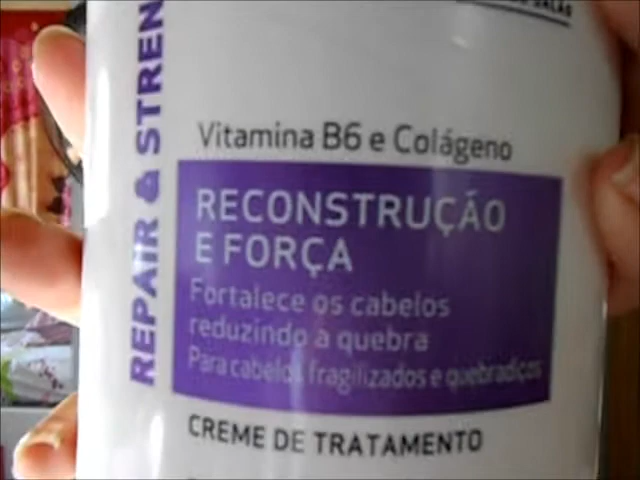 REPAIR & STREN
Vitamina B6 e Colágeno
RECONSTRUÇÃO
E FORÇA
Fortalece os cabelos
reduzindo a quebra
Para cabelos fragilizados e quebradiços
CREME DE TRATAMENTO